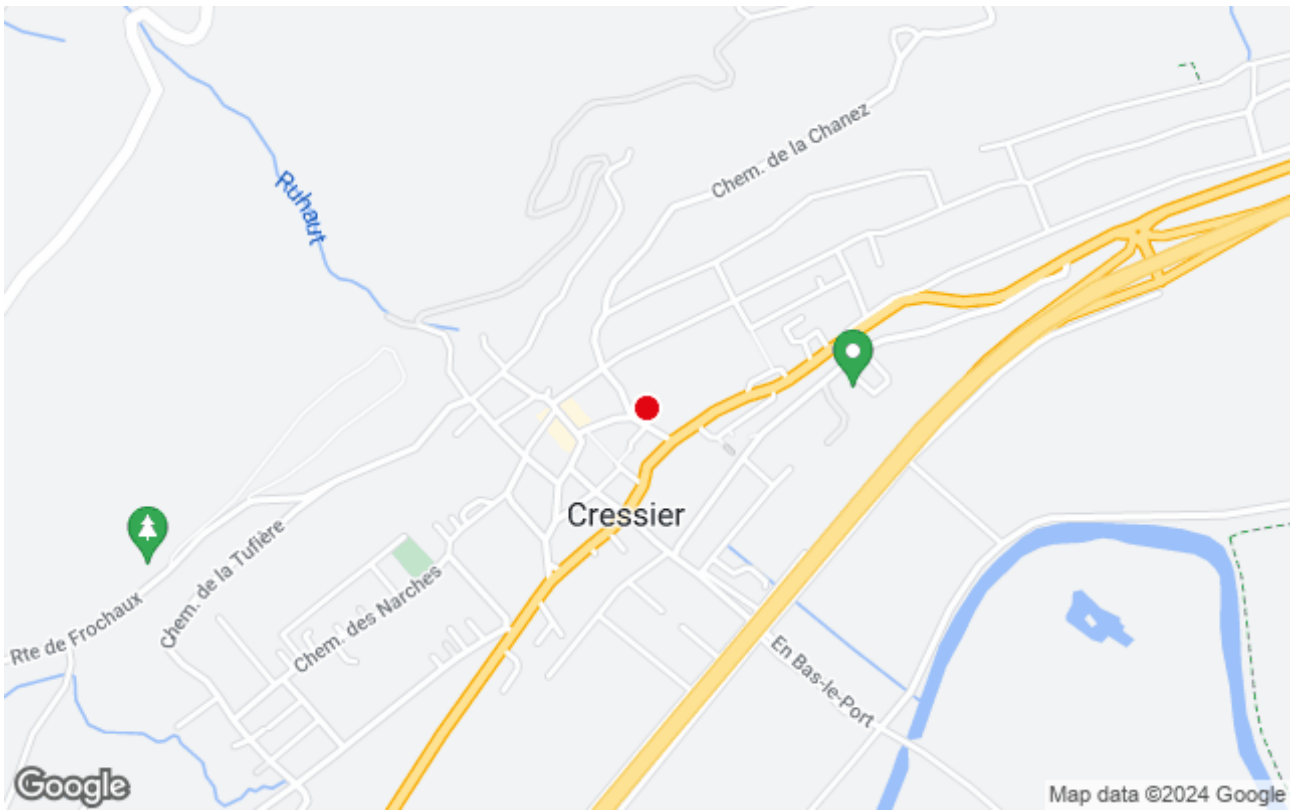 Chem. de la Chanez
Ruhaut
Cressier
Chem. de la Tufière
Chem. des Narches
Rte de Frochaux
En Bas-le-Port
Google
Map data ©2024 Google